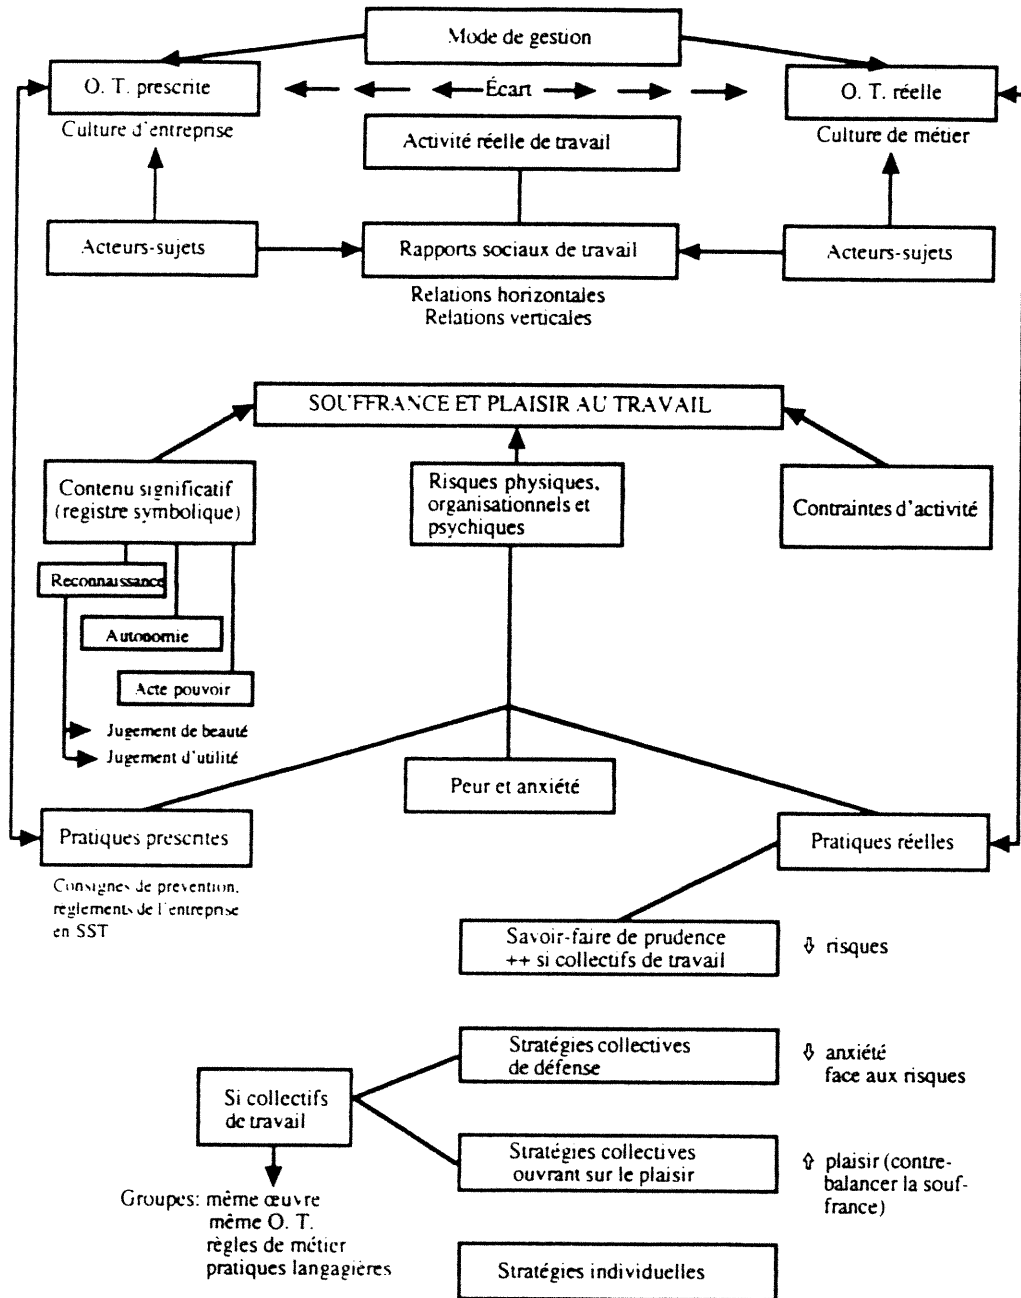 Mode de gestion
O. T. prescrite
Écart
O. T. réelle
Culture d'entreprise
Culture de métier
Activité réelle de travail
Acteurs-sujets
Rapports sociaux de travail
Acteurs-sujets
Relations horizontales
Relations verticales
SOUFFRANCE ET PLAISIR AU TRAVAIL
Contenu significatif
(registre symbolique)
Risques physiques,
organisationnels et
psychiques
Contraintes d'activité
Reconnaissance
Autonomie
Acte pouvoir
Jugement de beauté
Jugement d'utilité
Peur et anxiété
Pratiques prescrites
Pratiques réelles
Consignes de prévention,
règlements de l'entreprise
en SST
Savoir-faire de prudence
++ si collectifs de travail
⇩ risques
Stratégies collectives
de défense
⇩ anxiété
face aux risques
Si collectifs
de travail
Stratégies collectives
ouvrant sur le plaisir
⇧ plaisir (contre-
balancer la souf-
france)
Groupes: même œuvre
même O. T.
règles de métier
pratiques langagières
Stratégies individuelles